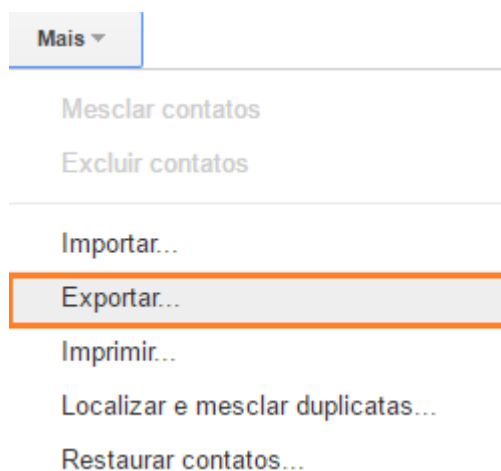 Mais
Mesclar contatos
Excluir contatos
Importar...
Exportar...
Imprimir...
Localizar e mesclar duplicatas...
Restaurar contatos...